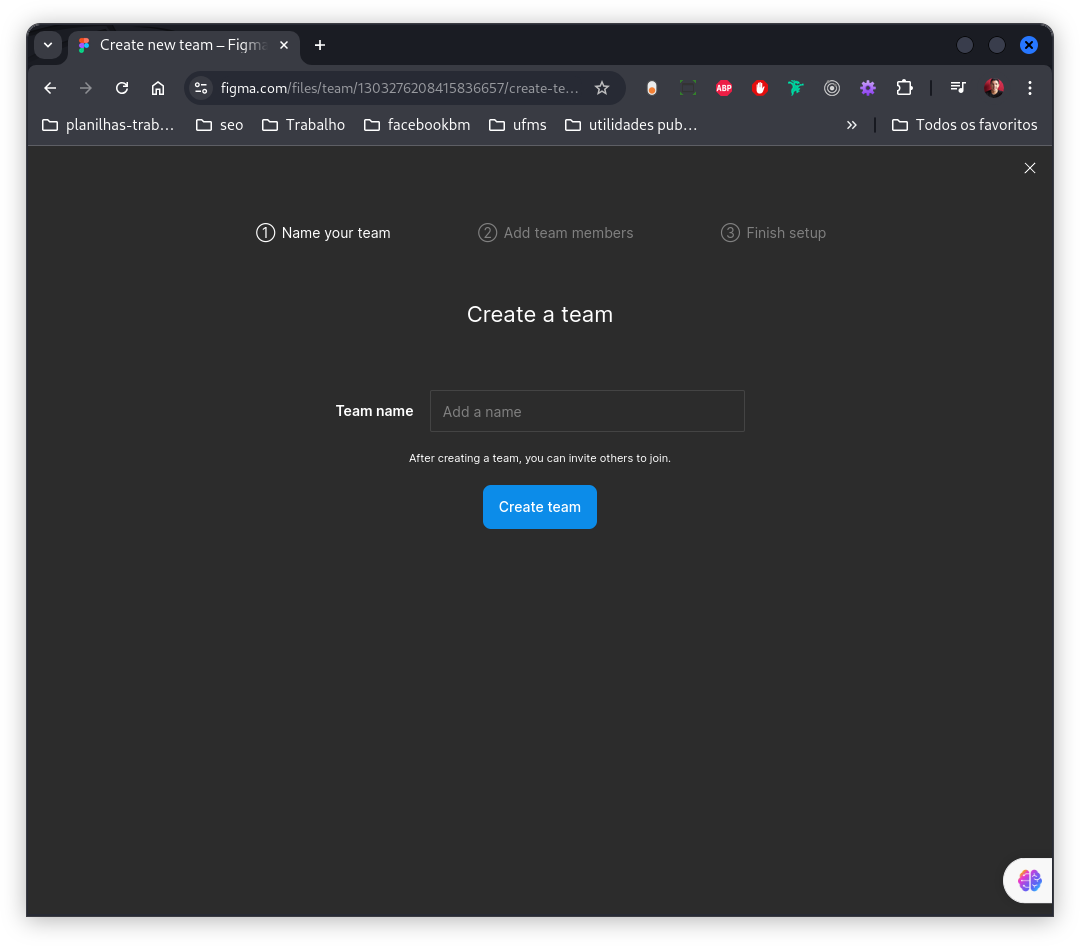 Create new team – Figma
figma.com/files/team/1303276208415836657/create-te...
ABP
planilhas-trab... seo Trabalho facebookbm ufms utilidades pub... » Todos os favoritos
1 Name your team 2 Add team members 3 Finish setup
Create a team
Team name Add a name
After creating a team, you can invite others to join.
Create team